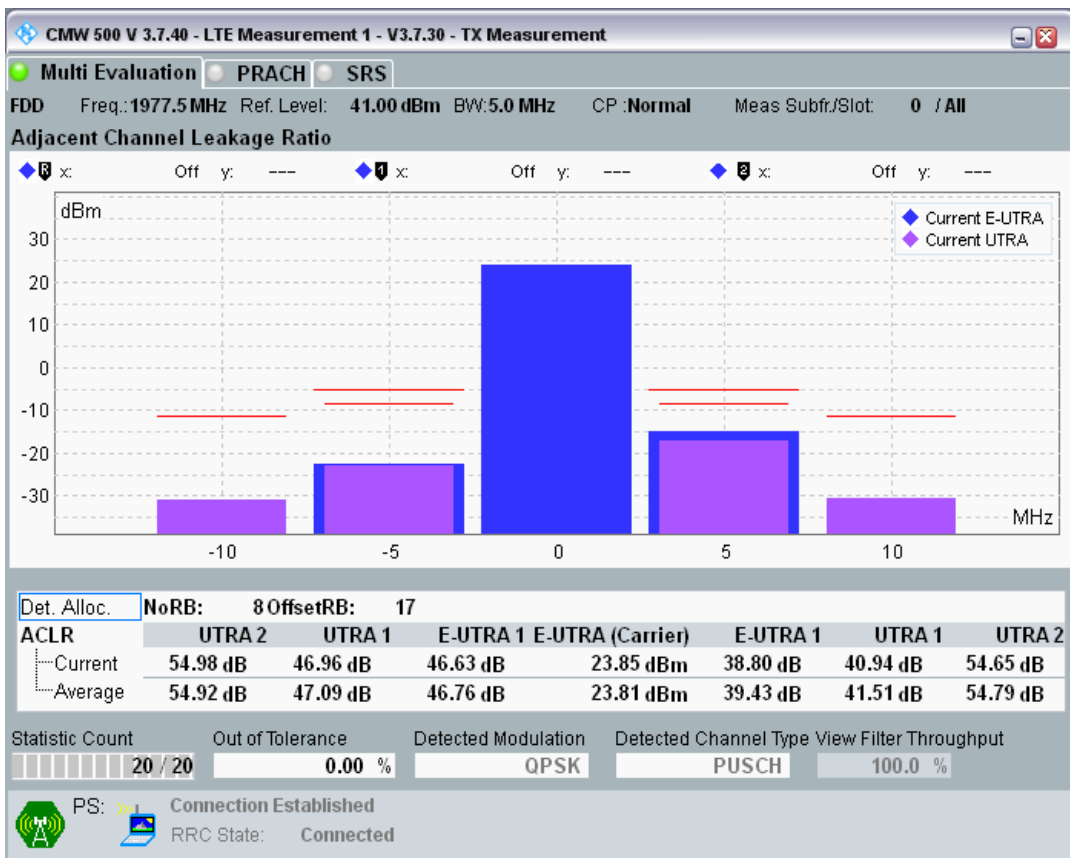 CMW 500 V 3.7.40 - LTE Measurement 1 - V3.7.30 - TX Measurement
Multi Evaluation PRACH SRS
FDD Freq.: 1977.5 MHz Ref. Level: 41.00 dBm BW: 5.0 MHz CP : Normal Meas Subfr./Slot: 0 / All
Adjacent Channel Leakage Ratio
R x: Off y: --- 1 x: Off y: --- 2 x: Off y: ---
dBm
Current E-UTRA
Current UTRA
30
20
10
0
-10
-20
-30
MHz
-10 -5 0 5 10
Det. Alloc. NoRB: 8 OffsetRB: 17
ACLR UTRA 2 UTRA 1 E-UTRA 1 E-UTRA (Carrier) E-UTRA 1 UTRA 1 UTRA 2
Current 54.98 dB 46.96 dB 46.63 dB 23.85 dBm 38.80 dB 40.94 dB 54.65 dB
Average 54.92 dB 47.09 dB 46.76 dB 23.81 dBm 39.43 dB 41.51 dB 54.79 dB
Statistic Count Out of Tolerance Detected Modulation Detected Channel Type View Filter Throughput
20 / 20 0.00 % QPSK PUSCH 100.0 %
PS: Connection Established
RRC State: Connected